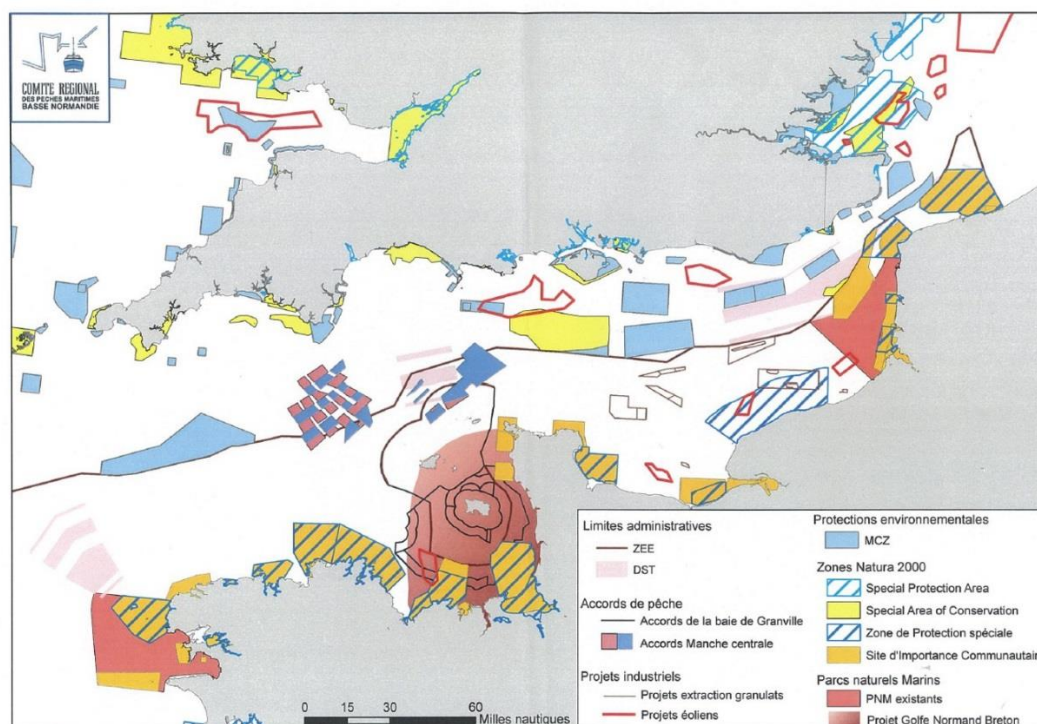 COMITE REGIONAL
DES PECHES MARITIMES
BASSE NORMANDIE
0 15 30 60
Milles nautiques
Limites administratives
ZEE
DST
Accords de pêche
Accords de la baie de Granville
Accords Manche centrale
Projets industriels
Projets extraction granulats
Projets éoliens
Protections environnementales
MCZ
Zones Natura 2000
Special Protection Area
Special Area of Conservation
Zone de Protection spéciale
Site d'Importance Communautair
Parcs naturels Marins
PNM existants
Projet Golfe Normand Breton